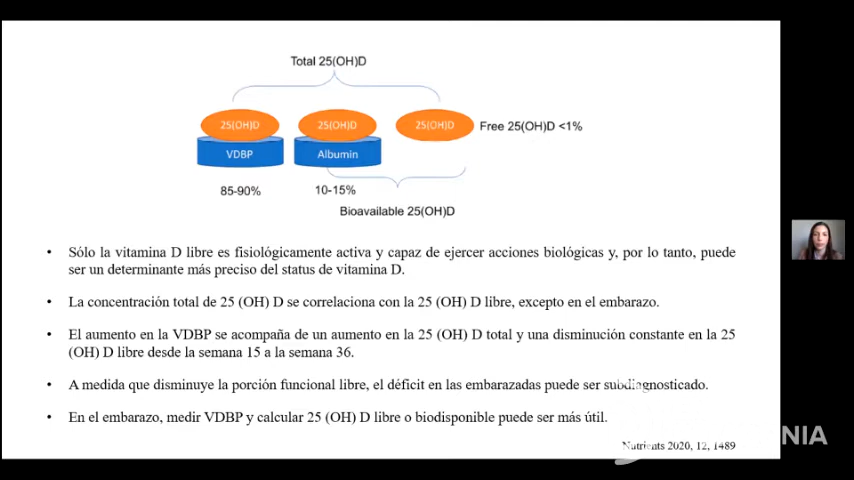 Total 25(OH)D
25(OH)D 25(OH)D 25(OH)D Free 25(OH)D <1%
VDBP Albumin
85-90% 10-15%
Bioavailable 25(OH)D
• Sólo la vitamina D libre es fisiológicamente activa y capaz de ejercer acciones biológicas y, por lo tanto, puede
ser un determinante más preciso del status de vitamina D.
• La concentración total de 25 (OH) D se correlaciona con la 25 (OH) D libre, excepto en el embarazo.
• El aumento en la VDBP se acompaña de un aumento en la 25 (OH) D total y una disminución constante en la 25
(OH) D libre desde la semana 15 a la semana 36.
• A medida que disminuye la porción funcional libre, el déficit en las embarazadas puede ser subdiagnosticado.
• En el embarazo, medir VDBP y calcular 25 (OH) D libre o biodisponible puede ser más útil.
Nutrients 2020, 12, 1489